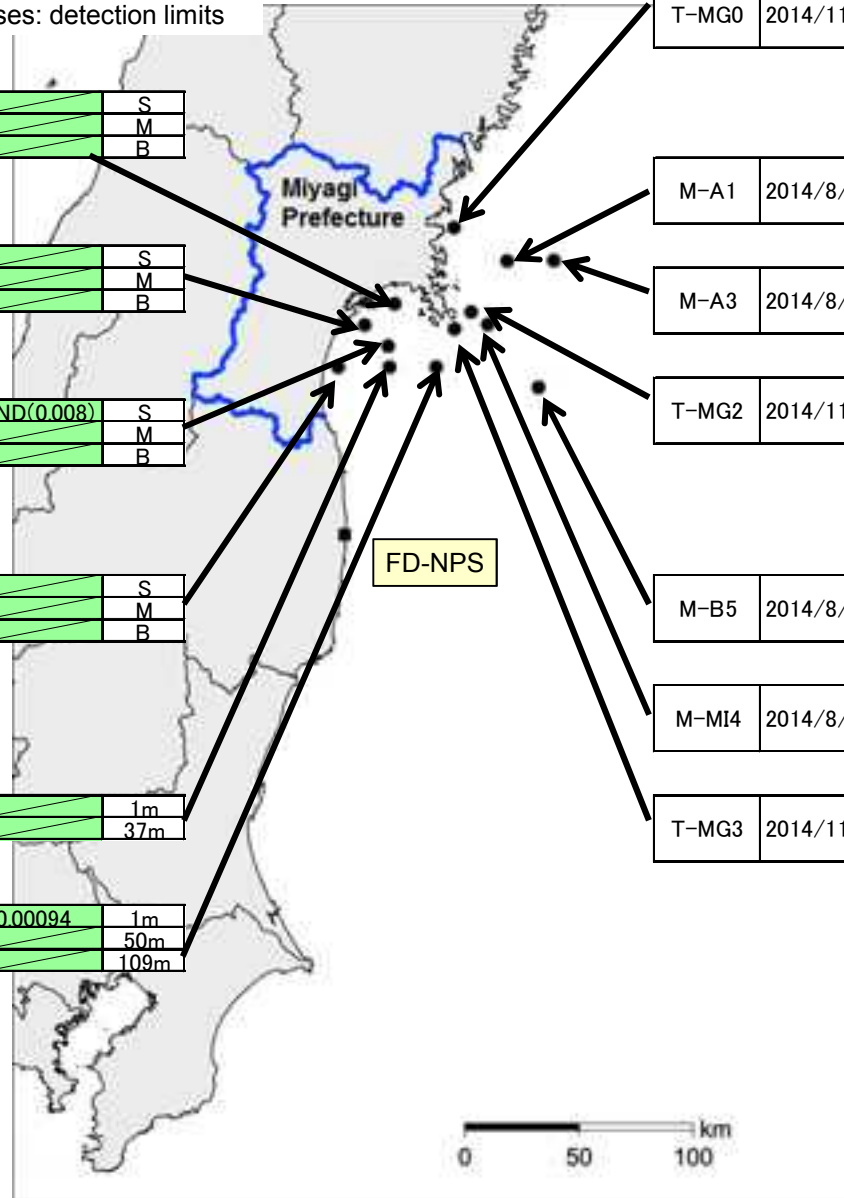 ses: detection limits
T-MG0 2014/11
S
M
B
Miyagi
Prefecture
M-A1 2014/8/
S
M
B
M-A3 2014/8/
ND(0.008) S
M
B
T-MG2 2014/11
FD-NPS
S
M
B
M-B5 2014/8/
M-MI4 2014/8/
1m
37m
T-MG3 2014/11
0.00094 1m
50m
109m
km
0 50 100